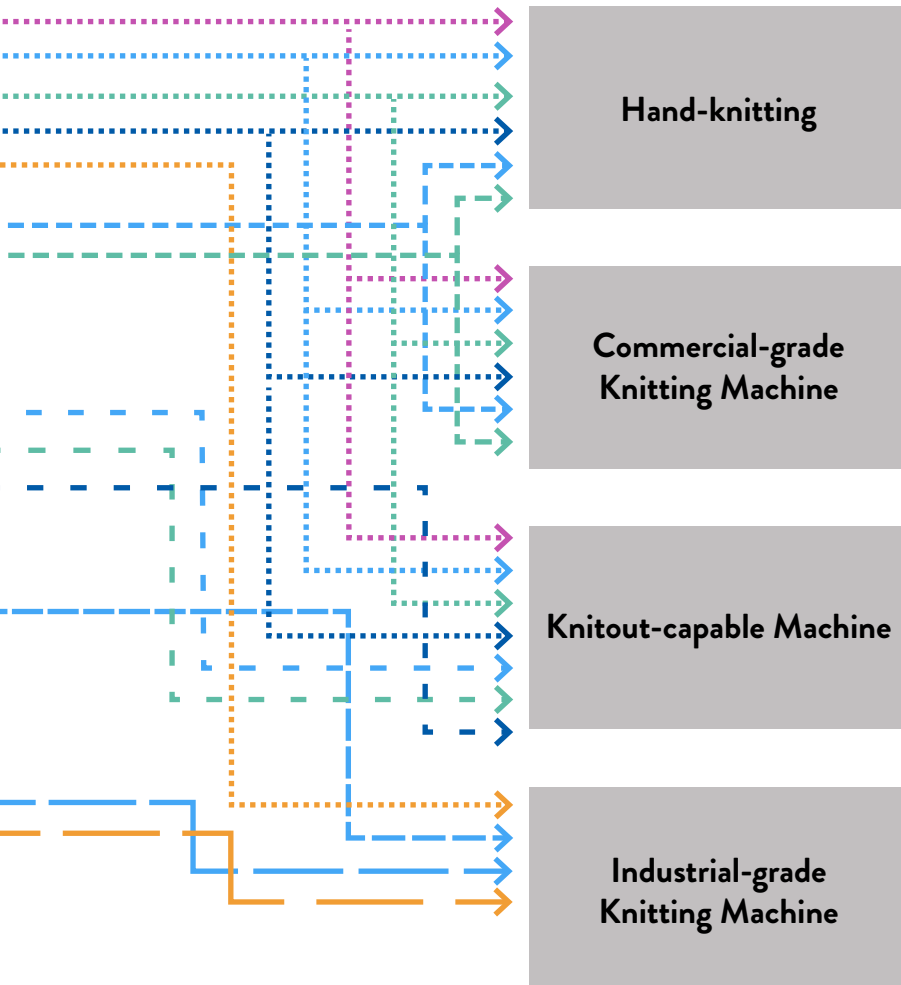 Hand-knitting
Commercial-grade
Knitting Machine
Knitout-capable Machine
Industrial-grade
Knitting Machine